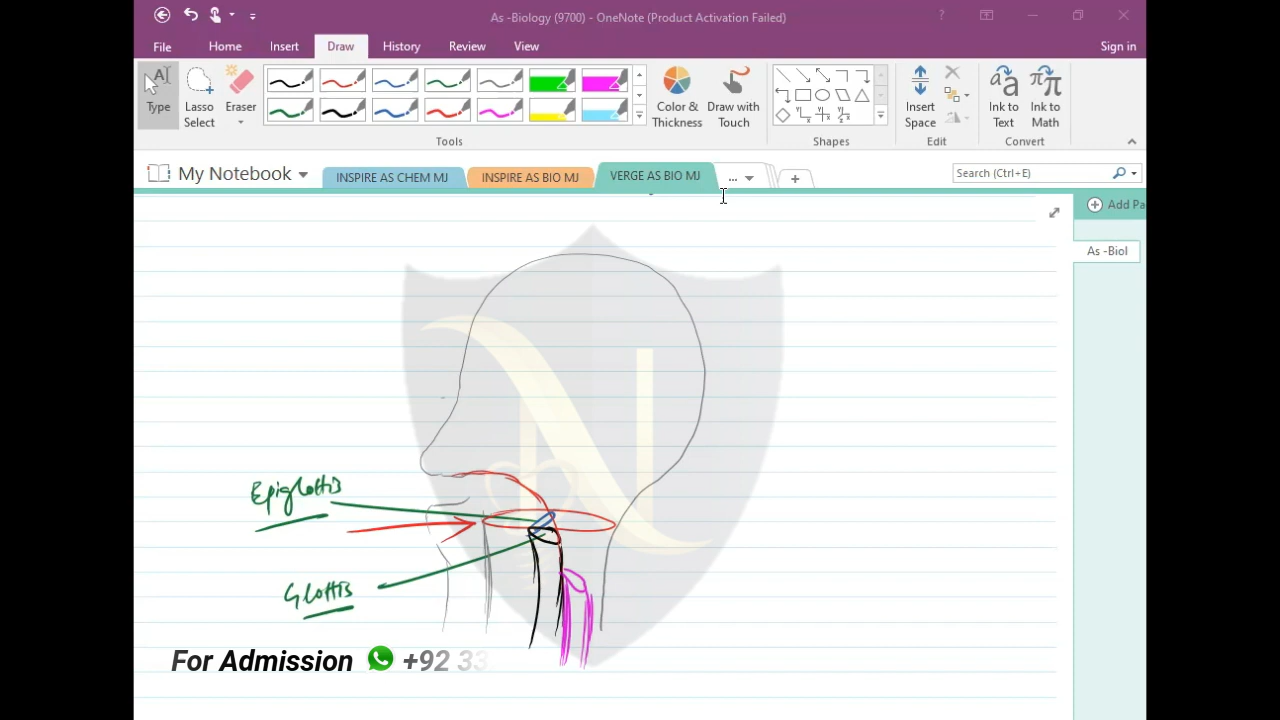 As -Biology (9700) - OneNote (Product Activation Failed)
File Home Insert Draw History Review View Sign in
Type
Lasso Select
Eraser
Color & Thickness
Draw with Touch
Insert Space
Ink to Text
Ink to Math
Tools Shapes Edit Convert
My Notebook INSPIRE AS CHEM MJ INSPIRE AS BIO MJ VERGE AS BIO MJ ... Search (Ctrl+E)
Add Pa
As -Biol
Epiglottis
Glottis
For Admission +92 33